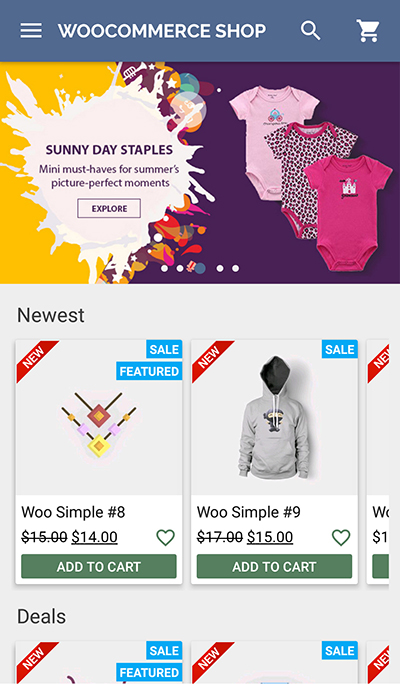 WOOCOMMERCE SHOP
SUNNY DAY STAPLES
Mini must-haves for summer's
picture-perfect moments
EXPLORE
Newest
NEW
SALE
FEATURED
NEW
SALE
NEW
Woo Simple #8
$15.00 $14.00
ADD TO CART
Woo Simple #9
$17.00 $15.00
ADD TO CART
Deals
NEW
SALE
FEATURED
NEW
SALE
NEW